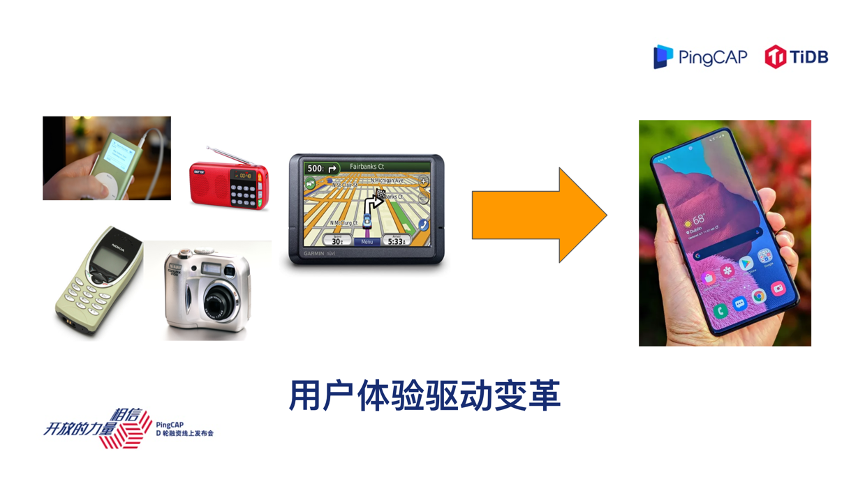 PingCAP
TiDB
500
Fairbanks Ct
Menu
5:33
GARMIN
NOKIA
68°
用户体验驱动变革
相信
开放的力量
PingCAP
D 轮融资线上发布会